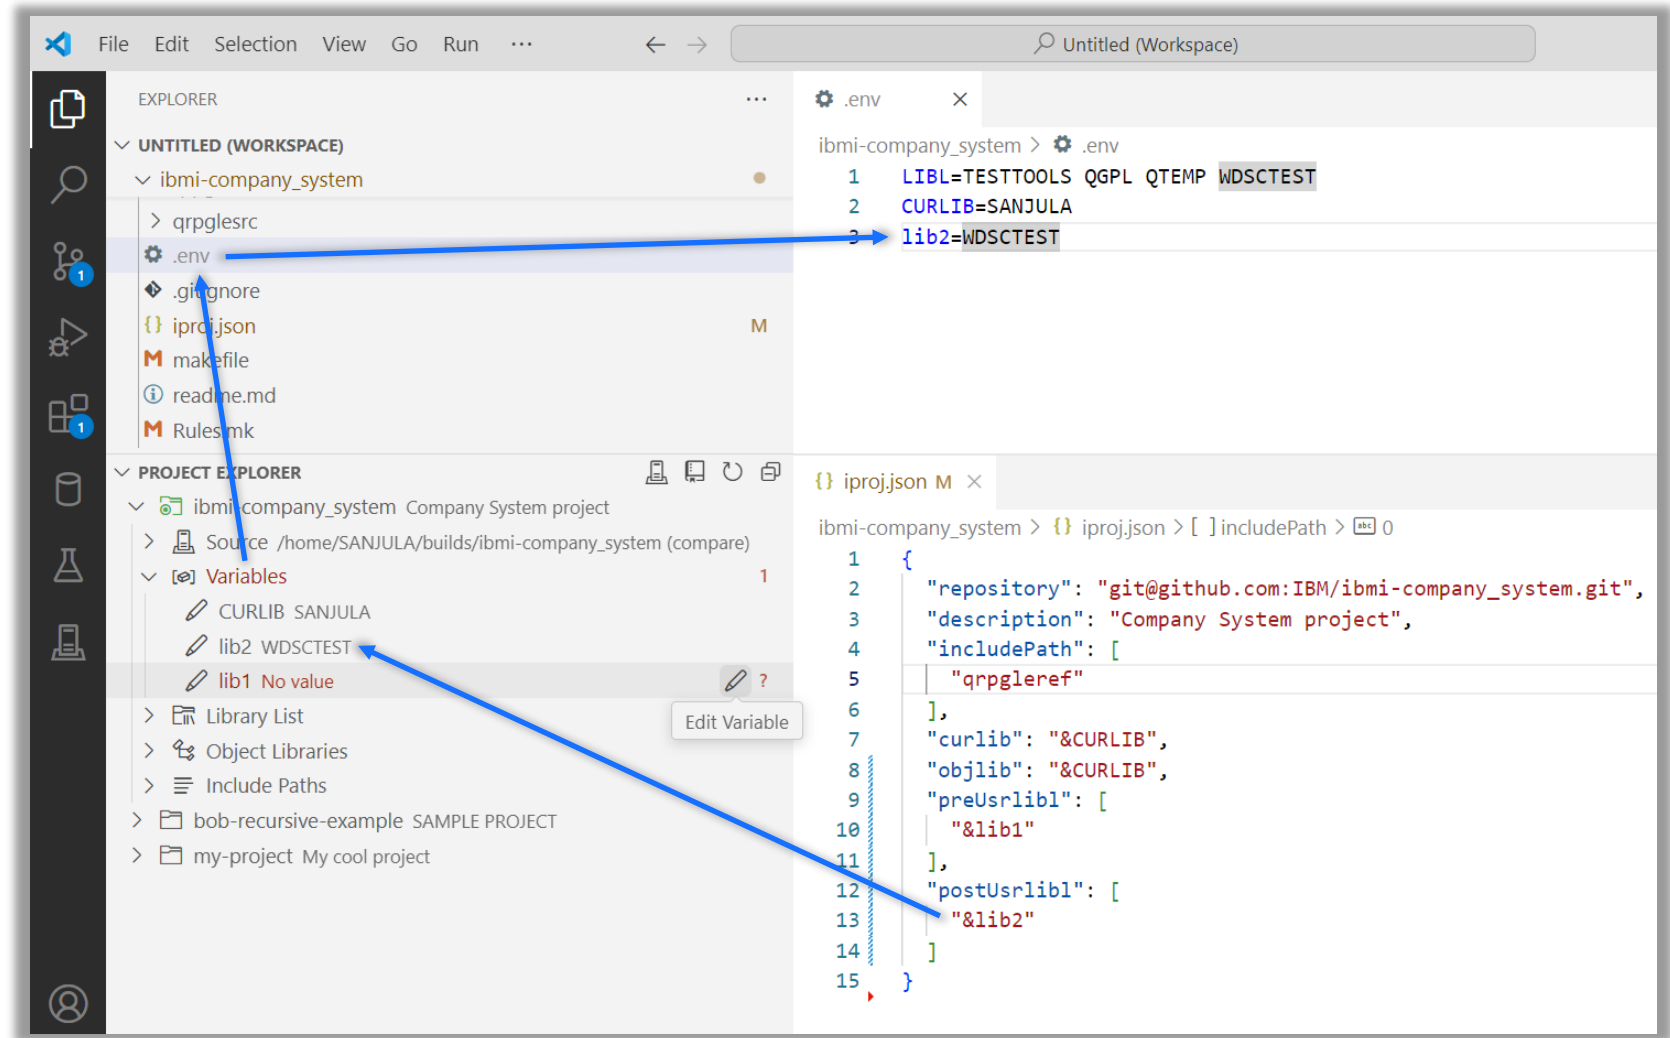 File Edit Selection View Go Run ···
Untitled (Workspace)
EXPLORER
UNTITLED (WORKSPACE)
ibmi-company_system
qrpglesrc
.env
.gitignore
iproj.json M
makefile
readme.md
Rules.mk
1
1
PROJECT EXPLORER
ibmi-company_system Company System project
Source /home/SANJULA/builds/ibmi-company_system (compare)
Variables 1
CURLIB SANJULA
lib2 WDSCTEST
lib1 No value ?
Edit Variable
Library List
Object Libraries
Include Paths
bob-recursive-example SAMPLE PROJECT
my-project My cool project
.env
ibmi-company_system > .env
1 LIBL=TESTTOOLS QGPL QTEMP WDSCTEST
2 CURLIB=SANJULA
3 lib2=WDSCTEST
{} iproj.json M
ibmi-company_system > {} iproj.json > [ ] includePath > abc 0
1 {
2 "repository": "git@github.com:IBM/ibmi-company_system.git",
3 "description": "Company System project",
4 "includePath": [
5 "qrpgleref"
6 ],
7 "curlib": "&CURLIB",
8 "objlib": "&CURLIB",
9 "preUsrlibl": [
10 "&lib1"
11 ],
12 "postUsrlibl": [
13 "&lib2"
14 ]
15 }